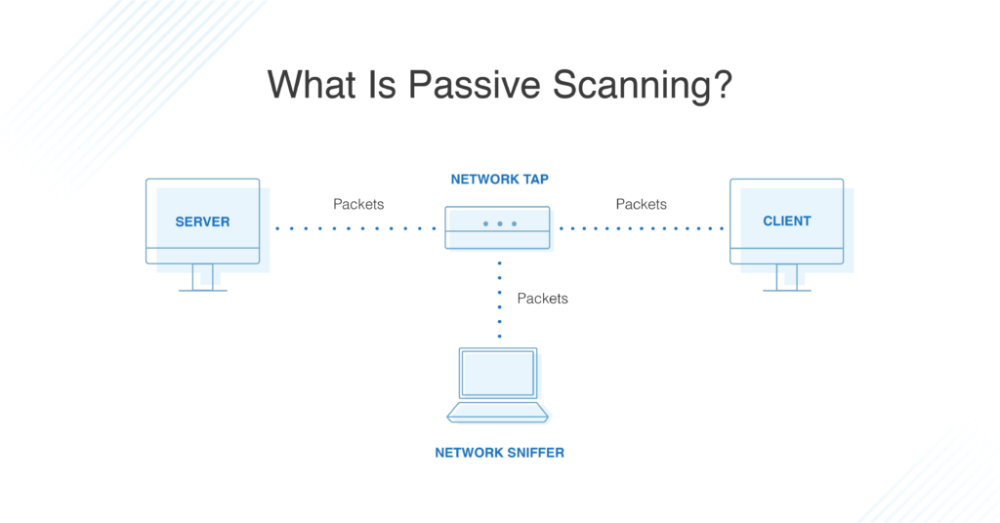 What Is Passive Scanning?
NETWORK TAP
Packets
Packets
SERVER
CLIENT
Packets
NETWORK SNIFFER